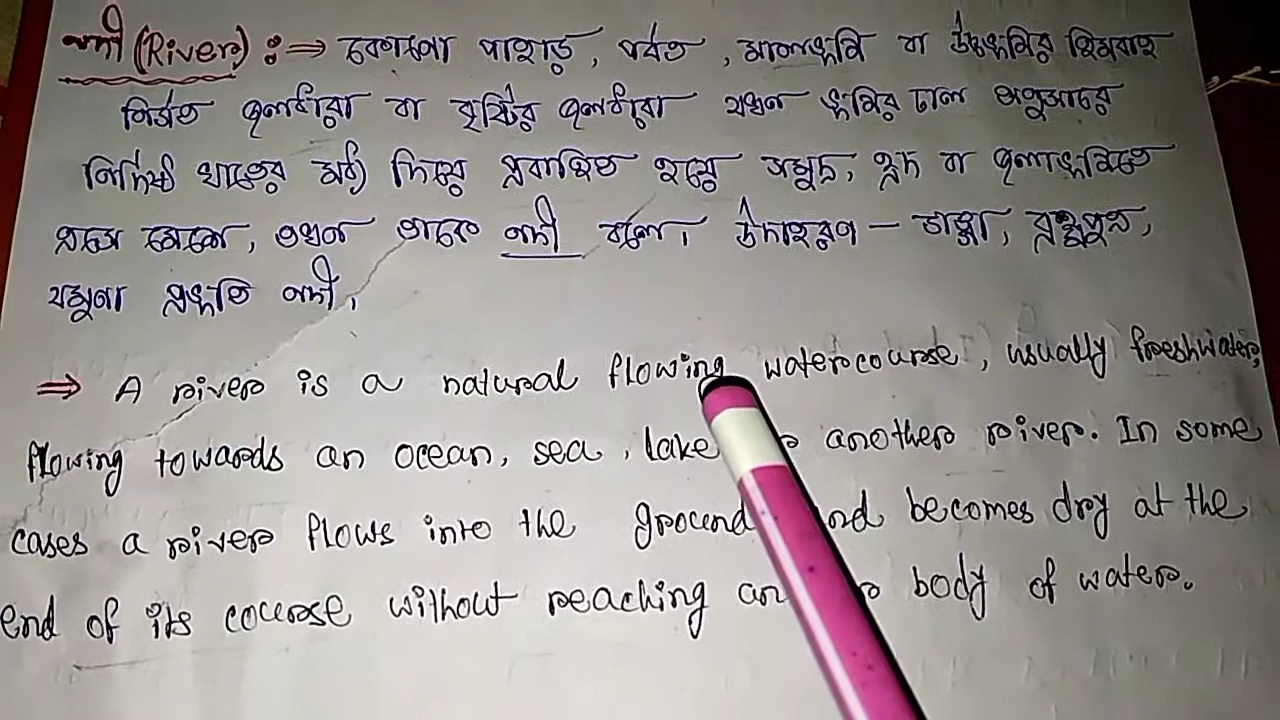 নদী (River) :⇒ কোনো পাহাড়, পর্বত, মালভূমি বা উচ্চভূমির হিমবাহ
নির্গত জলধারা বা বৃষ্টির জলধারা যখন ভূমির ঢাল অনুসারে
নির্দিষ্ট খাতের মধ্য দিয়ে প্রবাহিত হয়ে সমুদ্র, হ্রদ বা জলাভূমিতে
এসে মেশে, তখন তাকে নদী বলে। উদাহরণ – গঙ্গা, ব্রহ্মপুত্র,
যমুনা প্রভৃতি নদী।
⇒ A river is a natural flowing watercourse, usually freshwater,
flowing towards an ocean, sea, lake another river. In some
cases a river flows into the ground becomes dry at the
end of its course without reaching body of water.